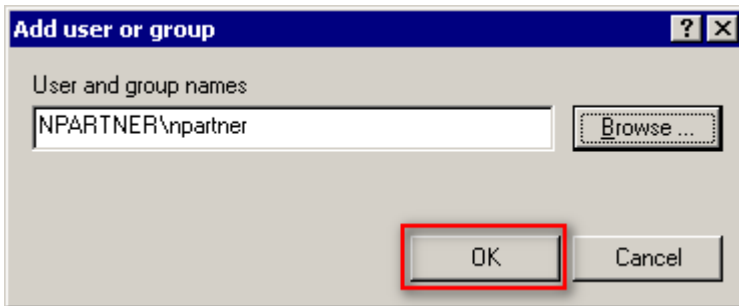 Add user or group
User and group names
NPARTNER\npartner
Browse ...
OK
Cancel